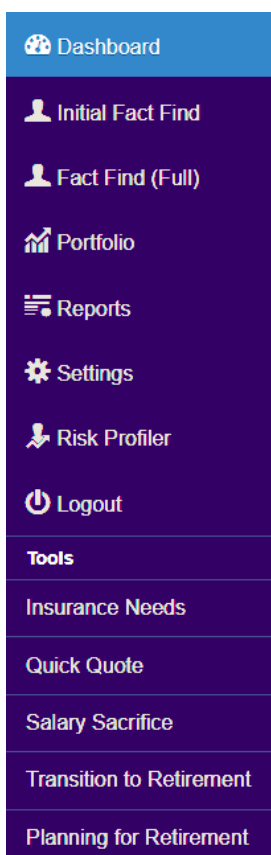 Dashboard
Initial Fact Find
Fact Find (Full)
Portfolio
Reports
Settings
Risk Profiler
Logout
Tools
Insurance Needs
Quick Quote
Salary Sacrifice
Transition to Retirement
Planning for Retirement